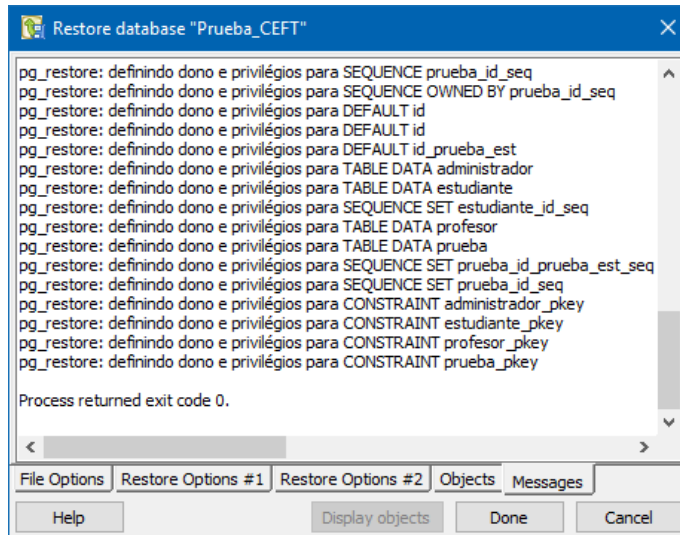 Restore database "Prueba_CEFT"
pg_restore: definindo dono e privilégios para SEQUENCE prueba_id_seq
pg_restore: definindo dono e privilégios para SEQUENCE OWNED BY prueba_id_seq
pg_restore: definindo dono e privilégios para DEFAULT id
pg_restore: definindo dono e privilégios para DEFAULT id
pg_restore: definindo dono e privilégios para DEFAULT id_prueba_est
pg_restore: definindo dono e privilégios para TABLE DATA administrador
pg_restore: definindo dono e privilégios para TABLE DATA estudiante
pg_restore: definindo dono e privilégios para SEQUENCE SET estudiante_id_seq
pg_restore: definindo dono e privilégios para TABLE DATA profesor
pg_restore: definindo dono e privilégios para TABLE DATA prueba
pg_restore: definindo dono e privilégios para SEQUENCE SET prueba_id_prueba_est_seq
pg_restore: definindo dono e privilégios para SEQUENCE SET prueba_id_seq
pg_restore: definindo dono e privilégios para CONSTRAINT administrador_pkey
pg_restore: definindo dono e privilégios para CONSTRAINT estudiante_pkey
pg_restore: definindo dono e privilégios para CONSTRAINT profesor_pkey
pg_restore: definindo dono e privilégios para CONSTRAINT prueba_pkey
Process returned exit code 0.
File Options Restore Options #1 Restore Options #2 Objects Messages
Help Display objects Done Cancel